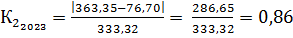 К₂₂₀₂₃ = |363,35−76,70| / 333,32 = 286,65 / 333,32 = 0,86